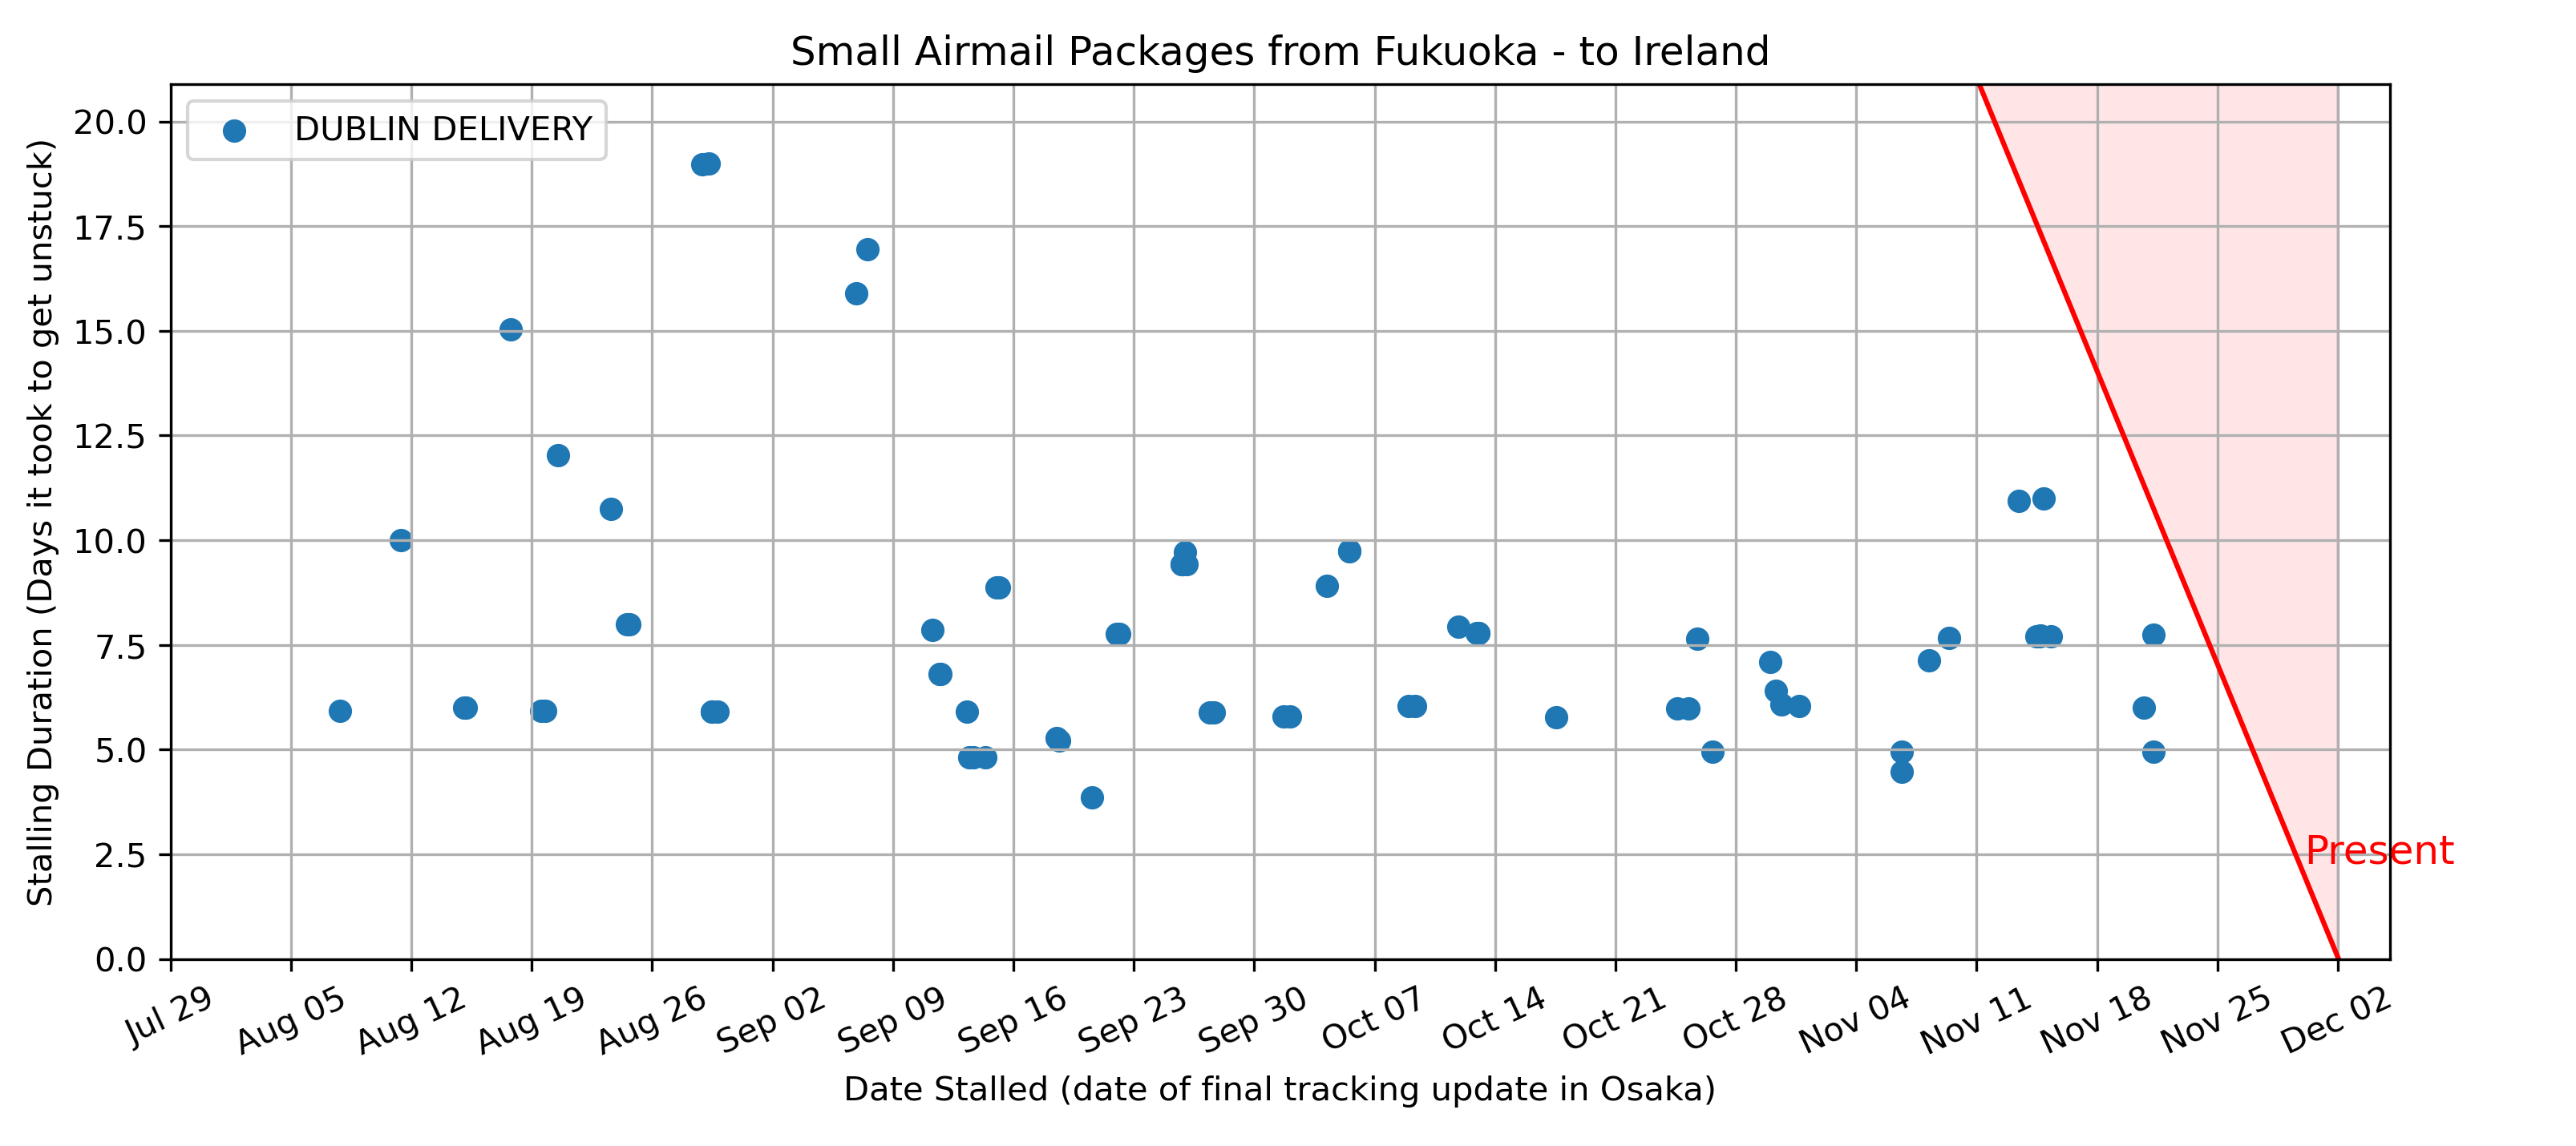 Small Airmail Packages from Fukuoka - to Ireland
DUBLIN DELIVERY
Stalling Duration (Days it took to get unstuck)
20.0
17.5
15.0
12.5
10.0
7.5
5.0
2.5
0.0
Present
Jul 29
Aug 05
Aug 12
Aug 19
Aug 26
Sep 02
Sep 09
Sep 16
Sep 23
Sep 30
Oct 07
Oct 14
Oct 21
Oct 28
Nov 04
Nov 11
Nov 18
Nov 25
Dec 02
Date Stalled (date of final tracking update in Osaka)